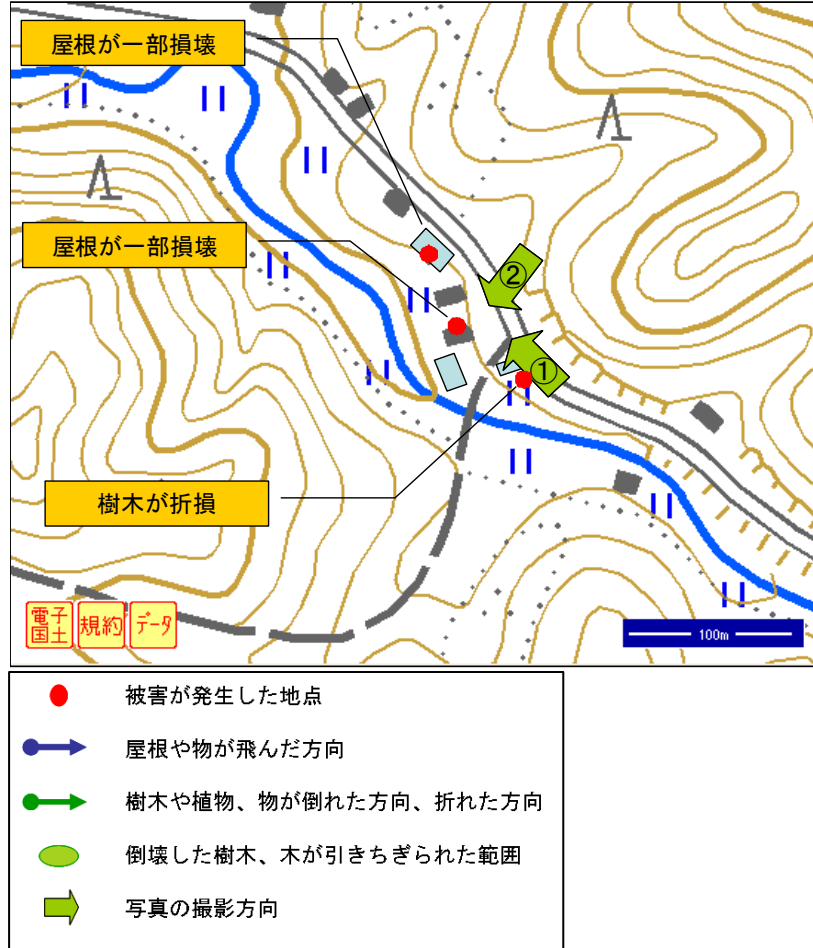 屋根が一部損壊
屋根が一部損壊
②
①
樹木が折損
電子
国土
規約
データ
100m
被害が発生した地点
屋根や物が飛んだ方向
樹木や植物、物が倒れた方向、折れた方向
倒壊した樹木、木が引きちぎられた範囲
写真の撮影方向